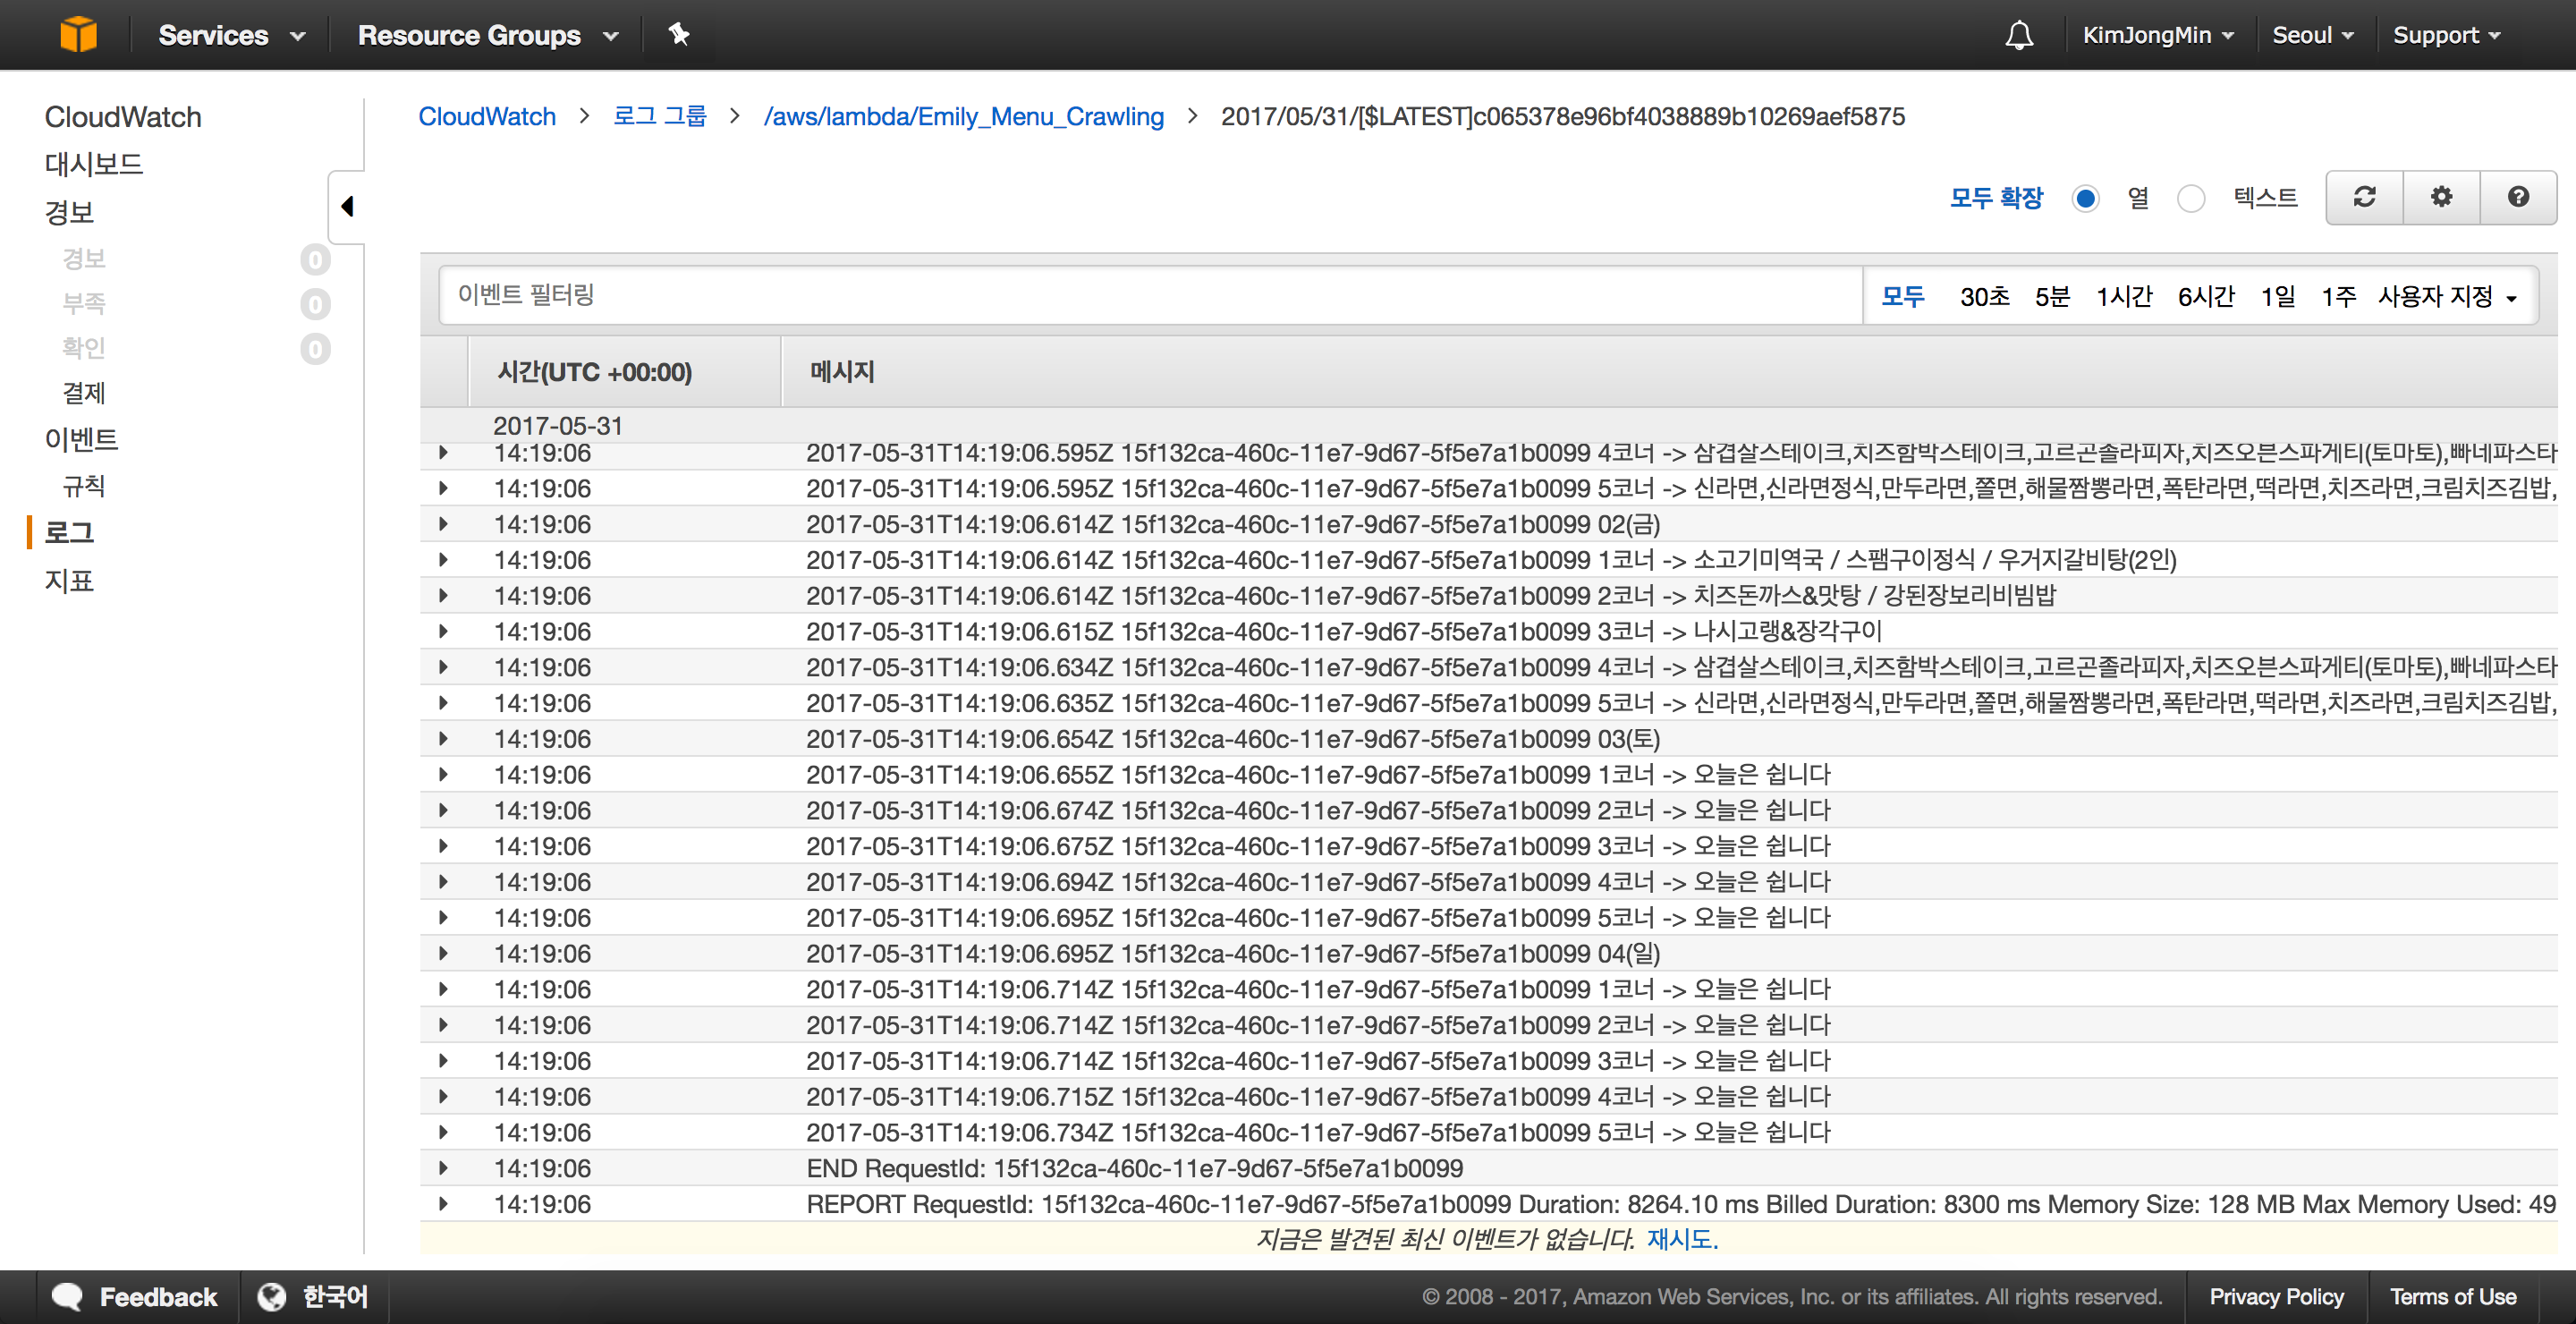 Services Resource Groups KimJongMin Seoul Support
CloudWatch
대시보드
경보
경보 0
부족 0
확인 0
결제
이벤트
규칙
로그
지표
CloudWatch > 로그 그룹 > /aws/lambda/Emily_Menu_Crawling > 2017/05/31/[$LATEST]c065378e96bf4038889b10269aef5875
모두 확장 열 텍스트
이벤트 필터링 모두 30초 5분 1시간 6시간 1일 1주 사용자 지정
시간(UTC +00:00) 메시지
2017-05-31
14:19:06 2017-05-31T14:19:06.595Z 15f132ca-460c-11e7-9d67-5f5e7a1b0099 4코너 -> 삼겹살스테이크,치즈함박스테이크,고르곤졸라피자,치즈오븐스파게티(토마토),빠네파스타
14:19:06 2017-05-31T14:19:06.595Z 15f132ca-460c-11e7-9d67-5f5e7a1b0099 5코너 -> 신라면,신라면정식,만두라면,쫄면,해물짬뽕라면,폭탄라면,떡라면,치즈라면,크림치즈김밥,
14:19:06 2017-05-31T14:19:06.614Z 15f132ca-460c-11e7-9d67-5f5e7a1b0099 02(금)
14:19:06 2017-05-31T14:19:06.614Z 15f132ca-460c-11e7-9d67-5f5e7a1b0099 1코너 -> 소고기미역국 / 스팸구이정식 / 우거지갈비탕(2인)
14:19:06 2017-05-31T14:19:06.614Z 15f132ca-460c-11e7-9d67-5f5e7a1b0099 2코너 -> 치즈돈까스&맛탕 / 강된장보리비빔밥
14:19:06 2017-05-31T14:19:06.615Z 15f132ca-460c-11e7-9d67-5f5e7a1b0099 3코너 -> 나시고랭&장각구이
14:19:06 2017-05-31T14:19:06.634Z 15f132ca-460c-11e7-9d67-5f5e7a1b0099 4코너 -> 삼겹살스테이크,치즈함박스테이크,고르곤졸라피자,치즈오븐스파게티(토마토),빠네파스타
14:19:06 2017-05-31T14:19:06.635Z 15f132ca-460c-11e7-9d67-5f5e7a1b0099 5코너 -> 신라면,신라면정식,만두라면,쫄면,해물짬뽕라면,폭탄라면,떡라면,치즈라면,크림치즈김밥,
14:19:06 2017-05-31T14:19:06.654Z 15f132ca-460c-11e7-9d67-5f5e7a1b0099 03(토)
14:19:06 2017-05-31T14:19:06.655Z 15f132ca-460c-11e7-9d67-5f5e7a1b0099 1코너 -> 오늘은 쉽니다
14:19:06 2017-05-31T14:19:06.674Z 15f132ca-460c-11e7-9d67-5f5e7a1b0099 2코너 -> 오늘은 쉽니다
14:19:06 2017-05-31T14:19:06.675Z 15f132ca-460c-11e7-9d67-5f5e7a1b0099 3코너 -> 오늘은 쉽니다
14:19:06 2017-05-31T14:19:06.694Z 15f132ca-460c-11e7-9d67-5f5e7a1b0099 4코너 -> 오늘은 쉽니다
14:19:06 2017-05-31T14:19:06.695Z 15f132ca-460c-11e7-9d67-5f5e7a1b0099 5코너 -> 오늘은 쉽니다
14:19:06 2017-05-31T14:19:06.695Z 15f132ca-460c-11e7-9d67-5f5e7a1b0099 04(일)
14:19:06 2017-05-31T14:19:06.714Z 15f132ca-460c-11e7-9d67-5f5e7a1b0099 1코너 -> 오늘은 쉽니다
14:19:06 2017-05-31T14:19:06.714Z 15f132ca-460c-11e7-9d67-5f5e7a1b0099 2코너 -> 오늘은 쉽니다
14:19:06 2017-05-31T14:19:06.714Z 15f132ca-460c-11e7-9d67-5f5e7a1b0099 3코너 -> 오늘은 쉽니다
14:19:06 2017-05-31T14:19:06.715Z 15f132ca-460c-11e7-9d67-5f5e7a1b0099 4코너 -> 오늘은 쉽니다
14:19:06 2017-05-31T14:19:06.734Z 15f132ca-460c-11e7-9d67-5f5e7a1b0099 5코너 -> 오늘은 쉽니다
14:19:06 END RequestId: 15f132ca-460c-11e7-9d67-5f5e7a1b0099
14:19:06 REPORT RequestId: 15f132ca-460c-11e7-9d67-5f5e7a1b0099 Duration: 8264.10 ms Billed Duration: 8300 ms Memory Size: 128 MB Max Memory Used: 49
지금은 발견된 최신 이벤트가 없습니다. 재시도.
Feedback 한국어 © 2008 - 2017, Amazon Web Services, Inc. or its affiliates. All rights reserved. Privacy Policy Terms of Use